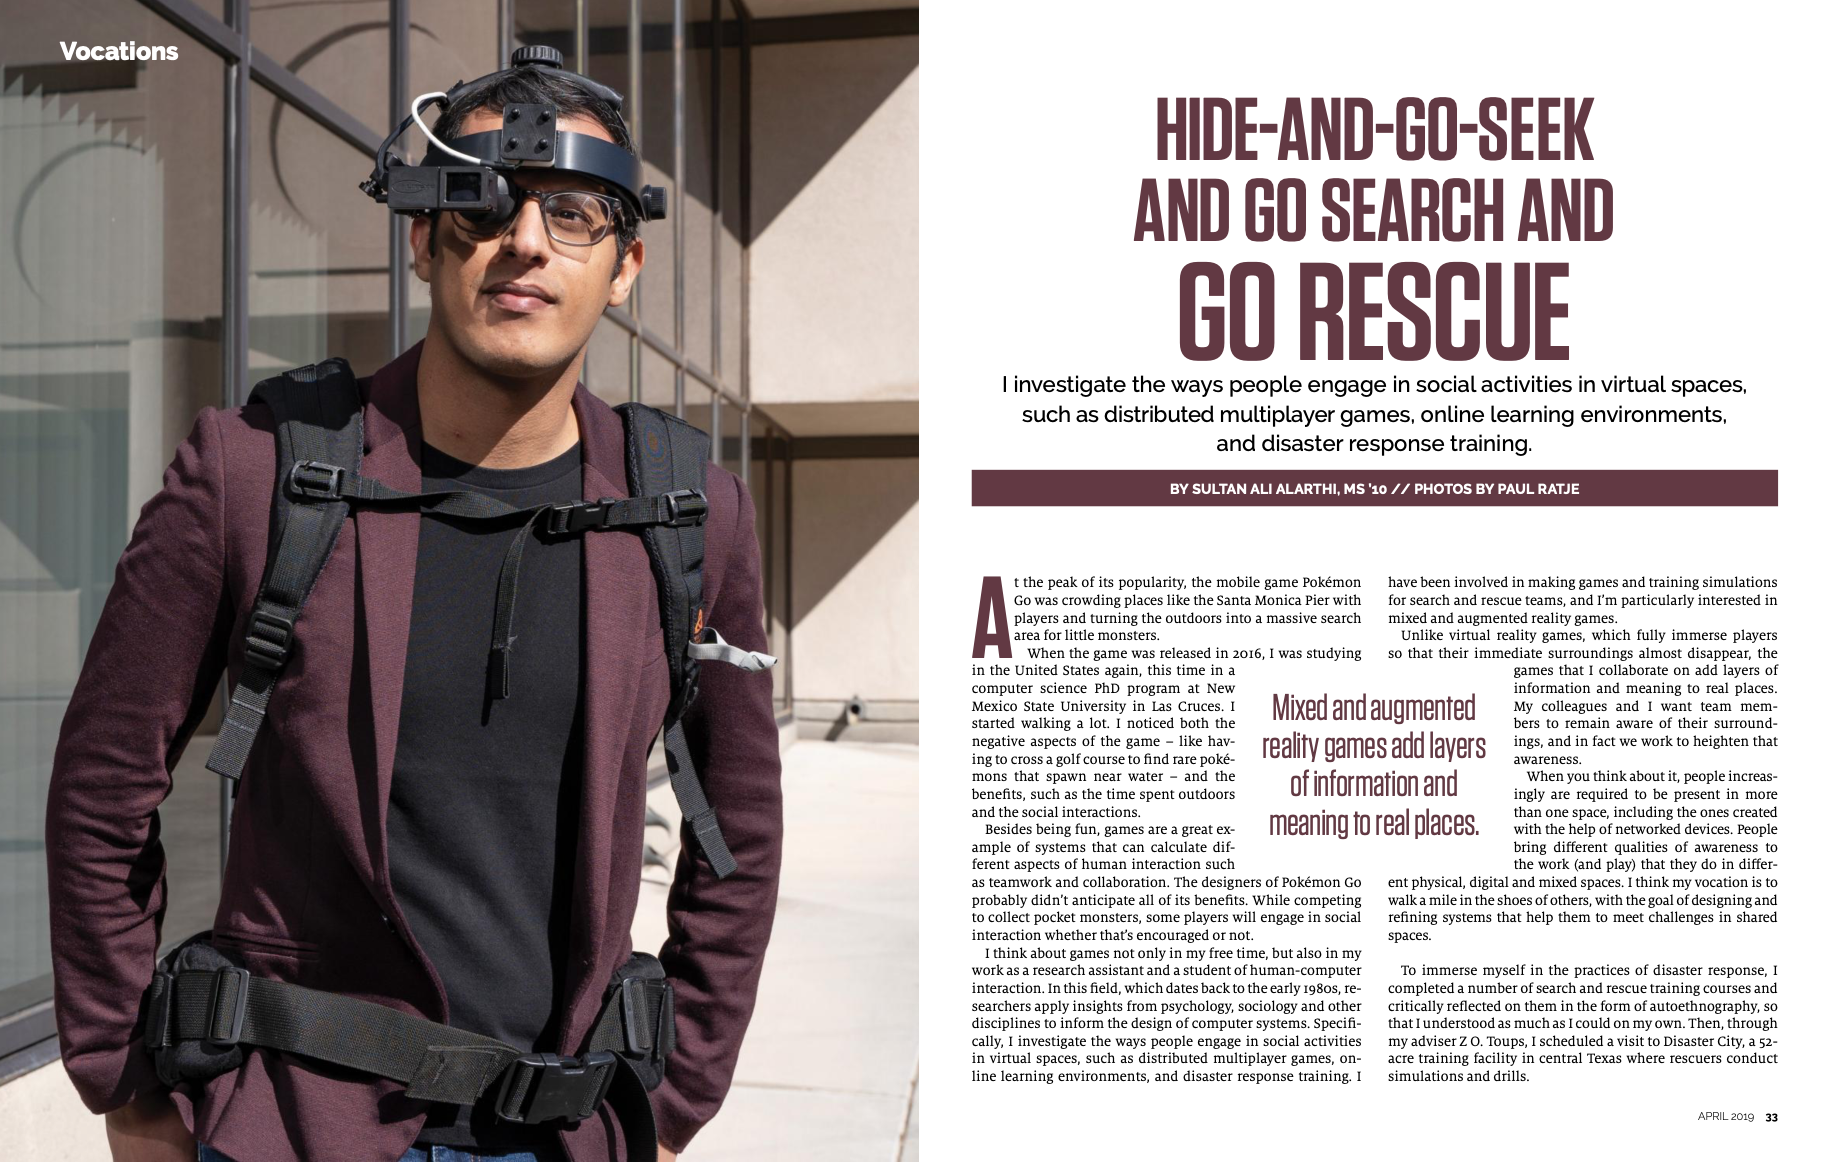 Vocations
HIDE-AND-GO-SEEK
AND GO SEARCH AND
GO RESCUE
I investigate the ways people engage in social activities in virtual spaces,
such as distributed multiplayer games, online learning environments,
and disaster response training.
BY SULTAN ALI ALARTHI, MS ’10 // PHOTOS BY PAUL RATJE
At the peak of its popularity, the mobile game Pokémon
Go was crowding places like the Santa Monica Pier with
players and turning the outdoors into a massive search
area for little monsters.
When the game was released in 2016, I was studying
in the United States again, this time in a
computer science PhD program at New
Mexico State University in Las Cruces. I
started walking a lot. I noticed both the
negative aspects of the game – like hav-
ing to cross a golf course to find rare poké-
mons that spawn near water – and the
benefits, such as the time spent outdoors
and the social interactions.
Besides being fun, games are a great ex-
ample of systems that can calculate dif-
ferent aspects of human interaction such
as teamwork and collaboration. The designers of Pokémon Go
probably didn’t anticipate all of its benefits. While competing
to collect pocket monsters, some players will engage in social
interaction whether that’s encouraged or not.
I think about games not only in my free time, but also in my
work as a research assistant and a student of human-computer
interaction. In this field, which dates back to the early 1980s, re-
searchers apply insights from psychology, sociology and other
disciplines to inform the design of computer systems. Specifi-
cally, I investigate the ways people engage in social activities
in virtual spaces, such as distributed multiplayer games, on-
line learning environments, and disaster response training. I
Mixed and augmented
reality games add layers
of information and
meaning to real places.
have been involved in making games and training simulations
for search and rescue teams, and I’m particularly interested in
mixed and augmented reality games.
Unlike virtual reality games, which fully immerse players
so that their immediate surroundings almost disappear, the
games that I collaborate on add layers of
information and meaning to real places.
My colleagues and I want team mem-
bers to remain aware of their surround-
ings, and in fact we work to heighten that
awareness.
When you think about it, people increas-
ingly are required to be present in more
than one space, including the ones created
with the help of networked devices. People
bring different qualities of awareness to
the work (and play) that they do in differ-
ent physical, digital and mixed spaces. I think my vocation is to
walk a mile in the shoes of others, with the goal of designing and
refining systems that help them to meet challenges in shared
spaces.
To immerse myself in the practices of disaster response, I
completed a number of search and rescue training courses and
critically reflected on them in the form of autoethnography, so
that I understood as much as I could on my own. Then, through
my adviser Z O. Toups, I scheduled a visit to Disaster City, a 52-
acre training facility in central Texas where rescuers conduct
simulations and drills.
APRIL 2019 33